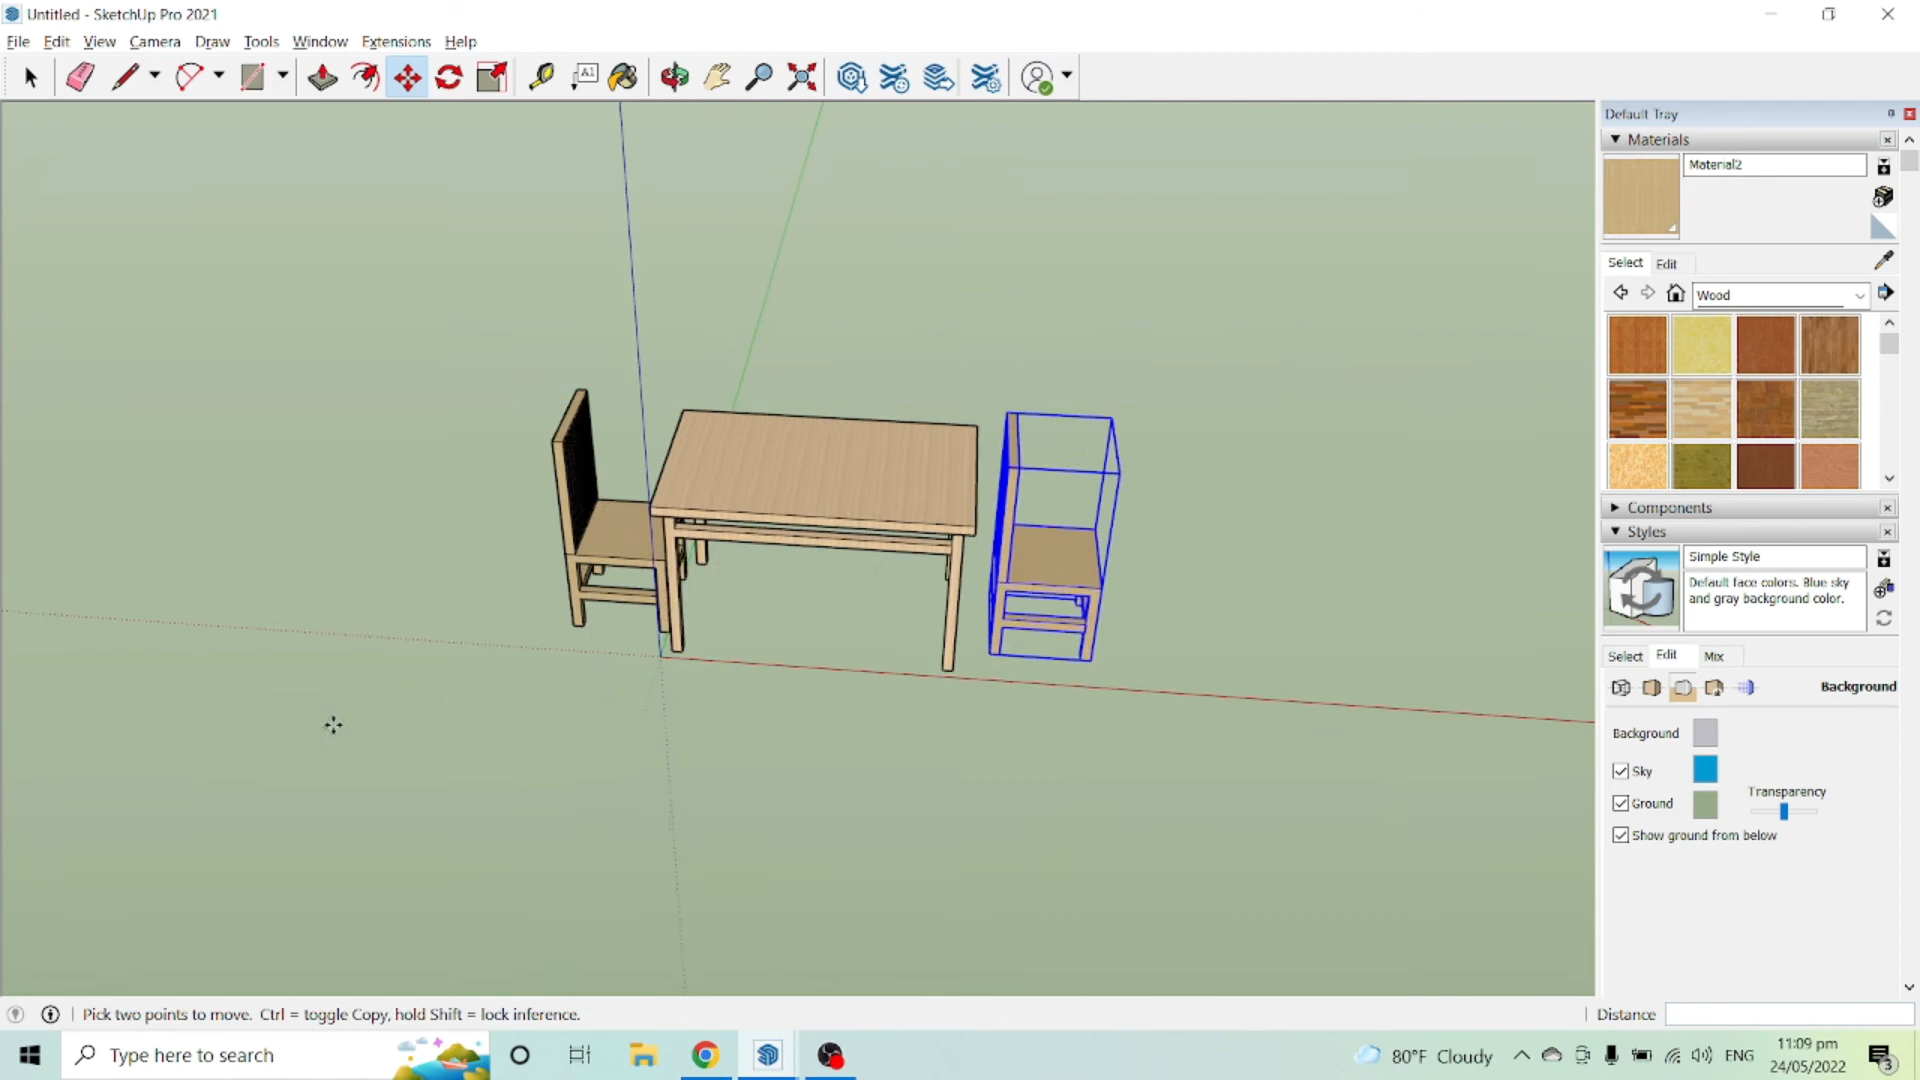 Untitled - SketchUp Pro 2021
File Edit View Camera Draw Tools Window Extensions Help
A1
Default Tray
Materials
Material2
Select Edit
Wood
Components
Styles
Simple Style
Default face colors. Blue sky
and gray background color.
Select Edit Mix
Background
Background
Sky
Transparency
Ground
Show ground from below
Pick two points to move. Ctrl = toggle Copy, hold Shift = lock inference.
Distance
Type here to search
80°F Cloudy
ENG
11:09 pm
24/05/2022
3